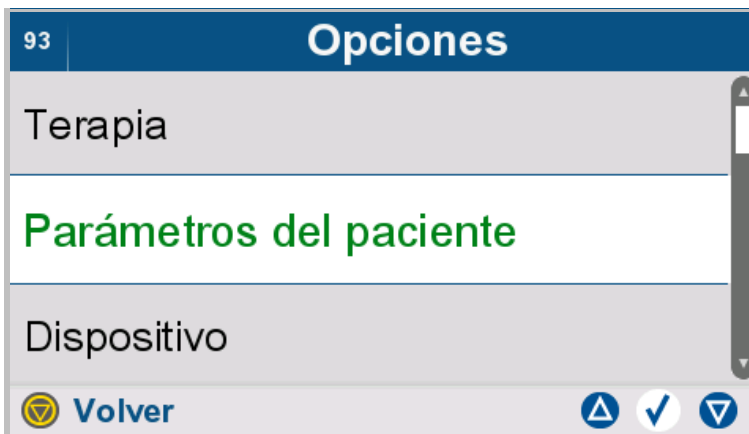 93
Opciones
Terapia
Parámetros del paciente
Dispositivo
Volver